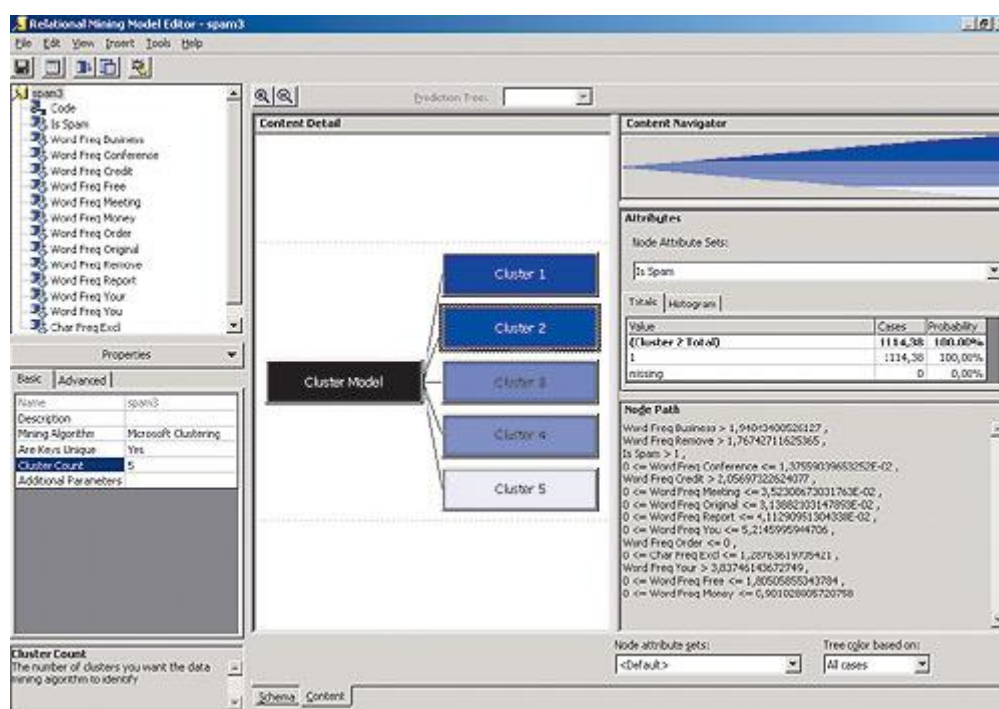 Relational Mining Model Editor - spam3
File Edit View Insert Tools Help
spam3
Code
Is Spam
Word Freq Business
Word Freq Conference
Word Freq Credit
Word Freq Free
Word Freq Meeting
Word Freq Money
Word Freq Order
Word Freq Original
Word Freq Remove
Word Freq Report
Word Freq Your
Word Freq You
Char Freq Excl
Properties
Basic Advanced
Name spam3
Description
Mining Algorithm Microsoft Clustering
Are Keys Unique Yes
Cluster Count 5
Additional Parameters
Cluster Count
The number of clusters you want the data
mining algorithm to identify
Prediction Tree:
Content Detail
Cluster Model
Cluster 1
Cluster 2
Cluster 3
Cluster 4
Cluster 5
Schema Content
Content Navigator
Attributes
Node Attribute Sets:
Is Spam
Totals Histogram
Value Cases Probability
(Cluster 2 Total) 1114,38 100,00%
1 1114,38 100,00%
missing 0 0,00%
Node Path
Word Freq Business >
Word Freq Remove > 1,76742711625365 ,
Is Spam > 1 ,
0 <= Word Freq Conference <= 1,37559039653252E-02 ,
Word Freq Credit > 2,05697322624077 ,
0 <= Word Freq Meeting <= 3,52300673031763E-02 ,
0 <= Word Freq Original <= 3,13882303147893E-02 ,
0 <= Word Freq Report <= 4,11290951304338E-02 ,
0 <= Word Freq You <= 5,2145995944706 ,
Word Freq Order <= 0 ,
0 <= Char Freq Excl <=
Word Freq Your > 3,83746143672749 ,
0 <= Word Freq Free <= 1,80505855343784 ,
0 <= Word Freq Money <=
Node attribute sets: Tree color based on:
<Default> All cases